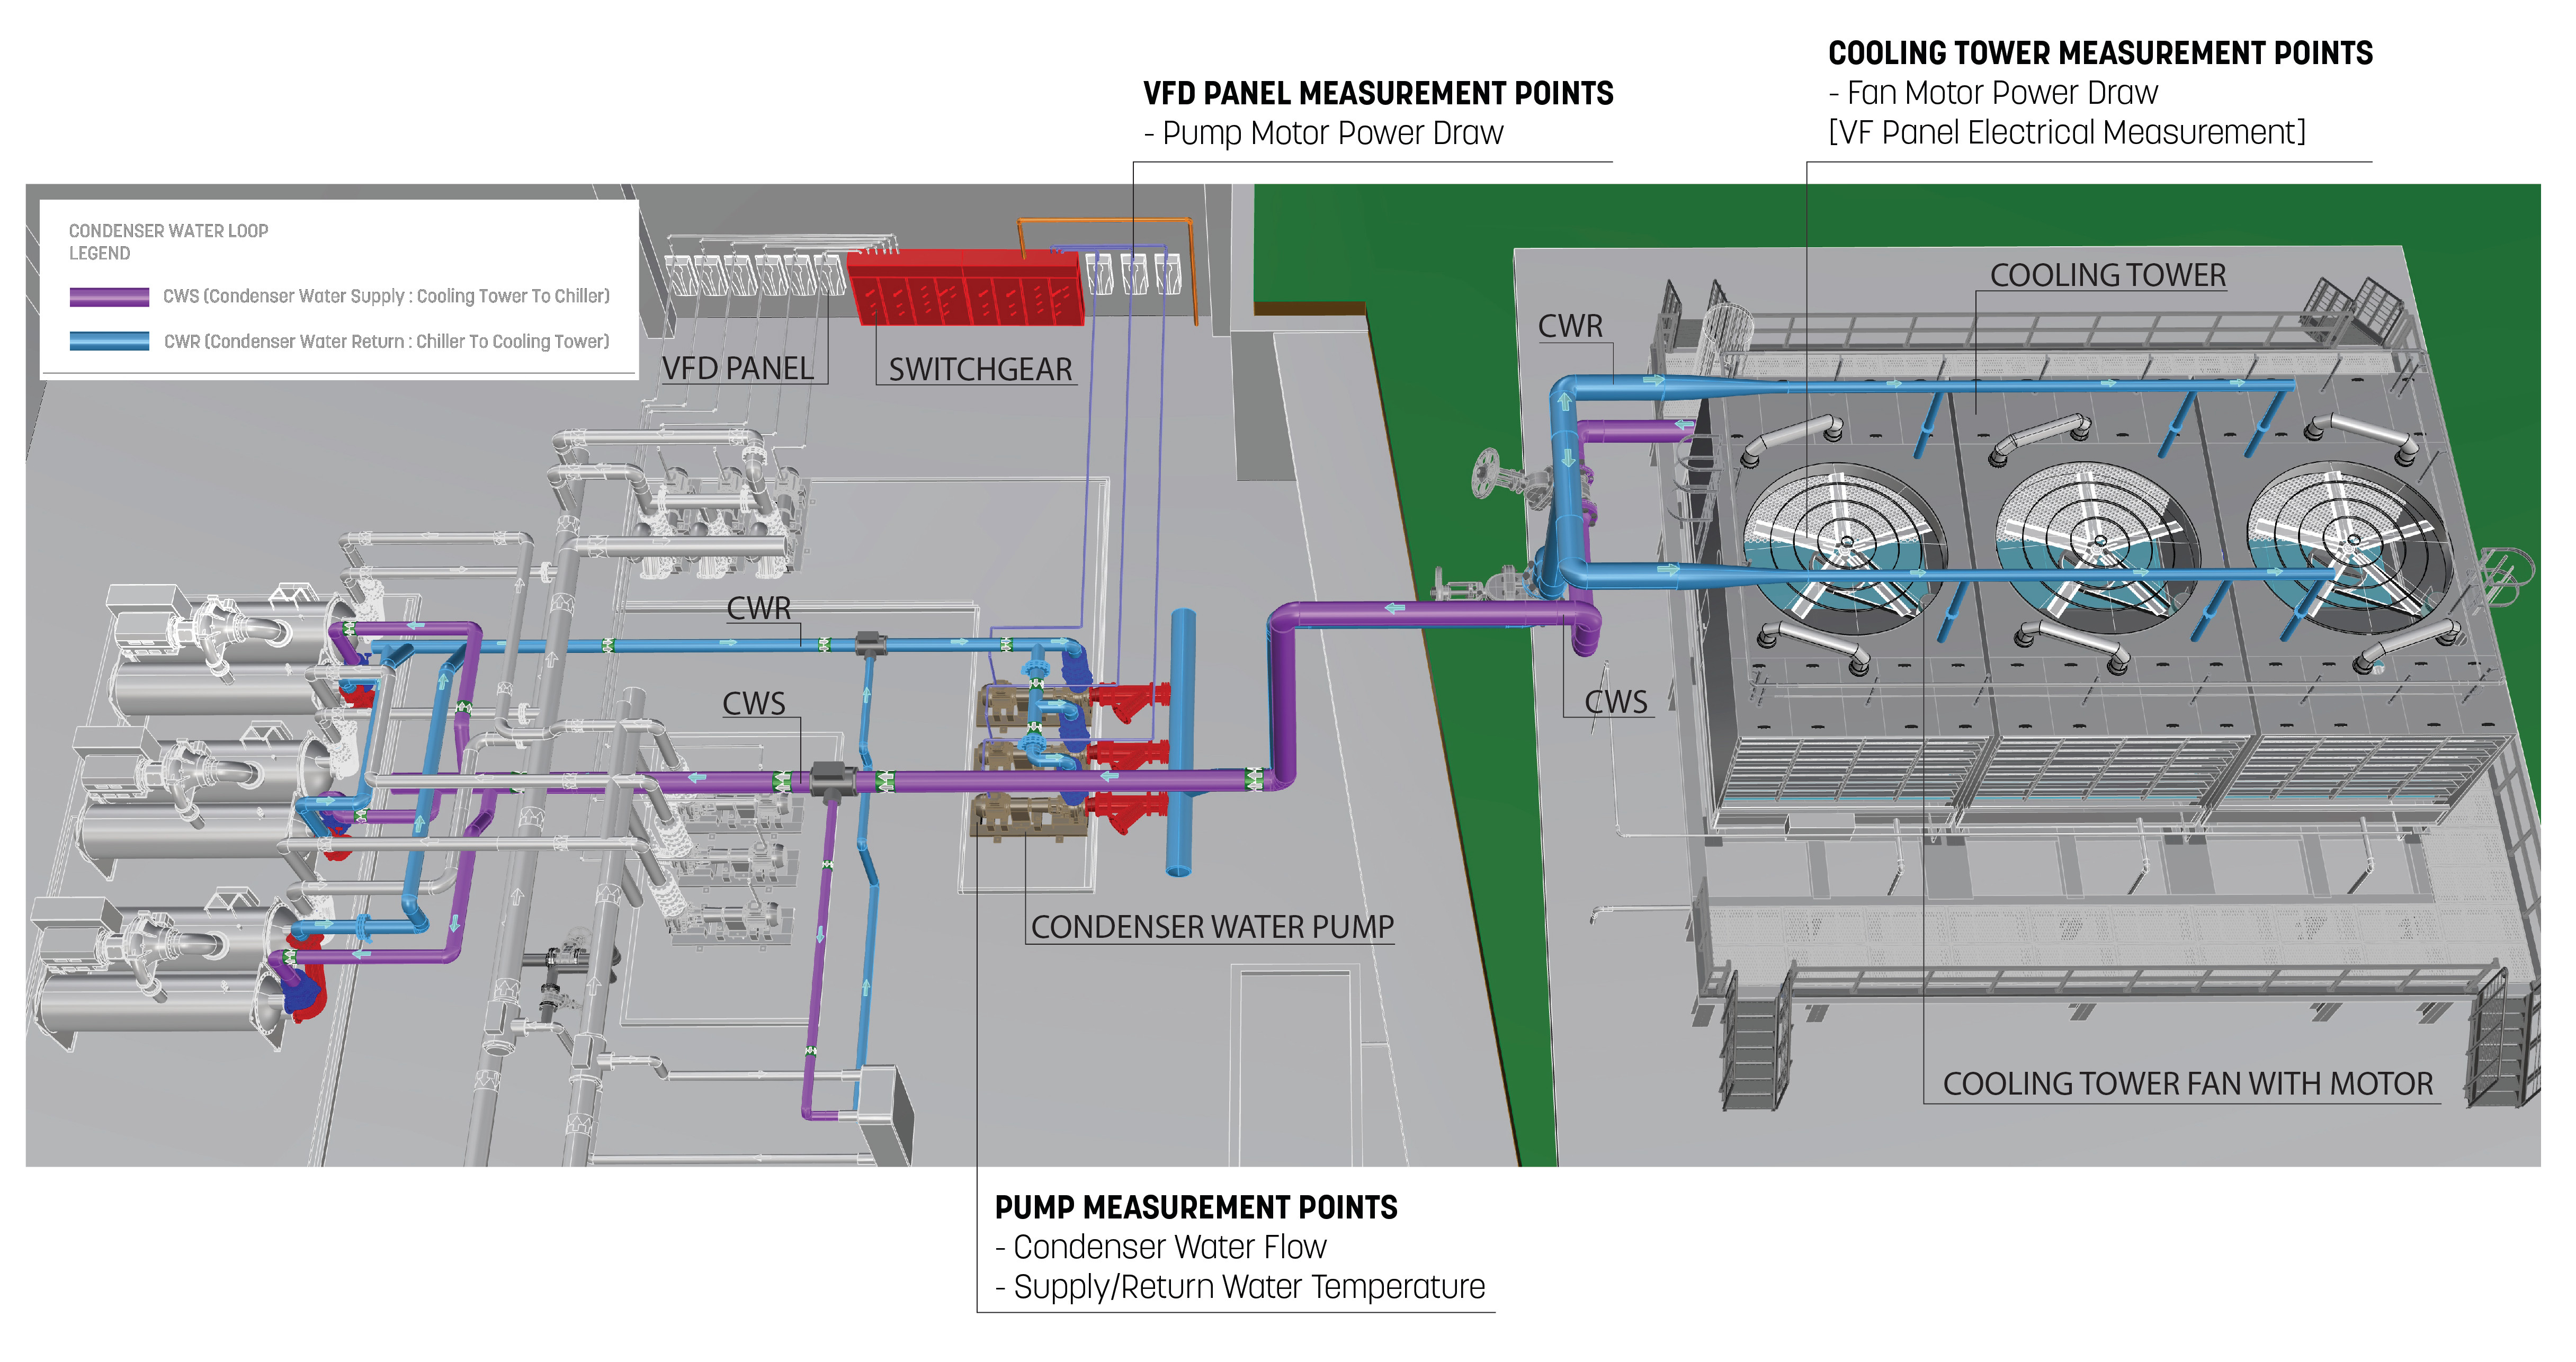 COOLING TOWER MEASUREMENT POINTS
- Fan Motor Power Draw
[VF Panel Electrical Measurement]
VFD PANEL MEASUREMENT POINTS
- Pump Motor Power Draw
CONDENSER WATER LOOP
LEGEND
CWS (Condenser Water Supply : Cooling Tower To Chiller)
CWR (Condenser Water Return : Chiller To Cooling Tower)
VFD PANEL
SWITCHGEAR
COOLING TOWER
CWR
CWR
CWS
CWS
CONDENSER WATER PUMP
COOLING TOWER FAN WITH MOTOR
PUMP MEASUREMENT POINTS
- Condenser Water Flow
- Supply/Return Water Temperature